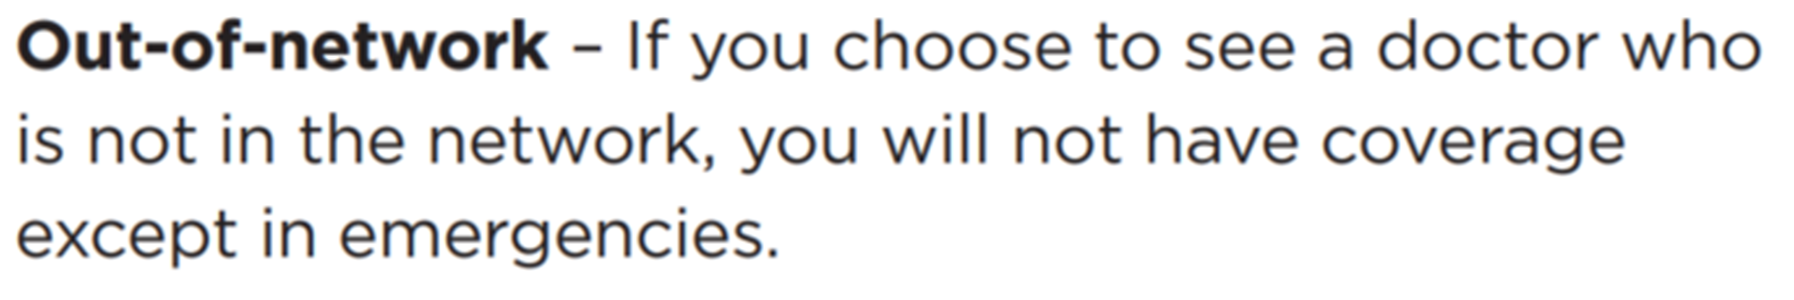 Out-of-network – If you choose to see a doctor who
is not in the network, you will not have coverage
except in emergencies.